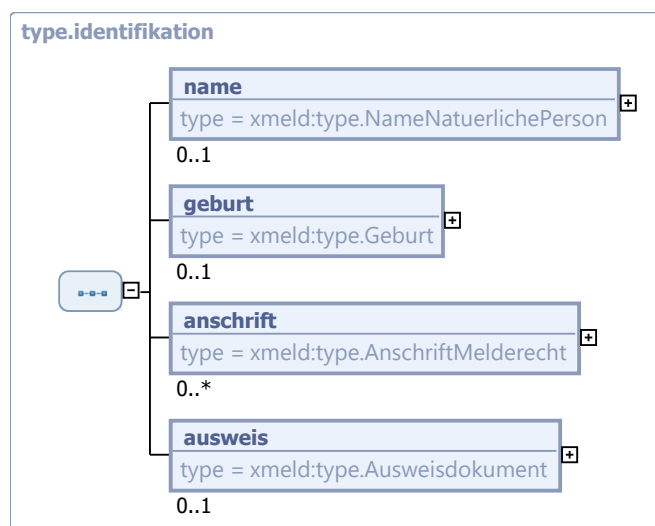 type.identifikation
name
type = xmeld:type.NameNatuerlichePerson
0..1
geburt
type = xmeld:type.Geburt
0..1
anschrift
type = xmeld:type.AnschriftMelderecht
0..*
ausweis
type = xmeld:type.Ausweisdokument
0..1